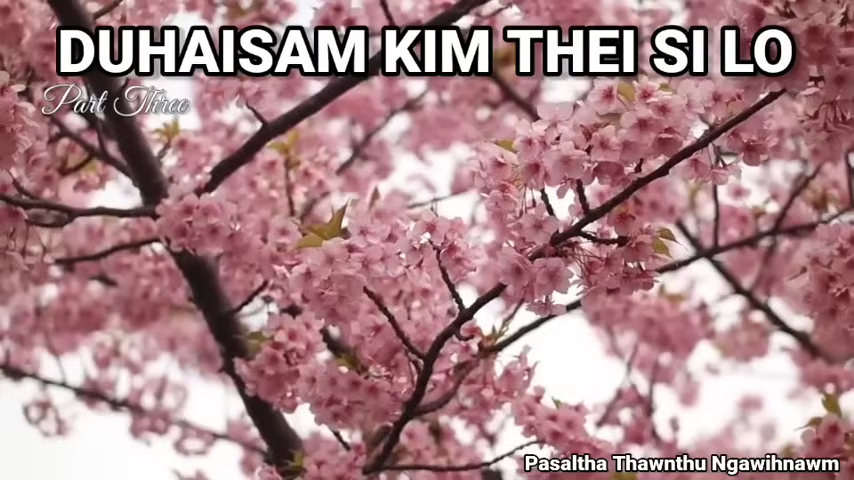 DUHAISAM KIM THEI SI LO
Part Three
Pasaltha Thawnthu Ngawihnawm